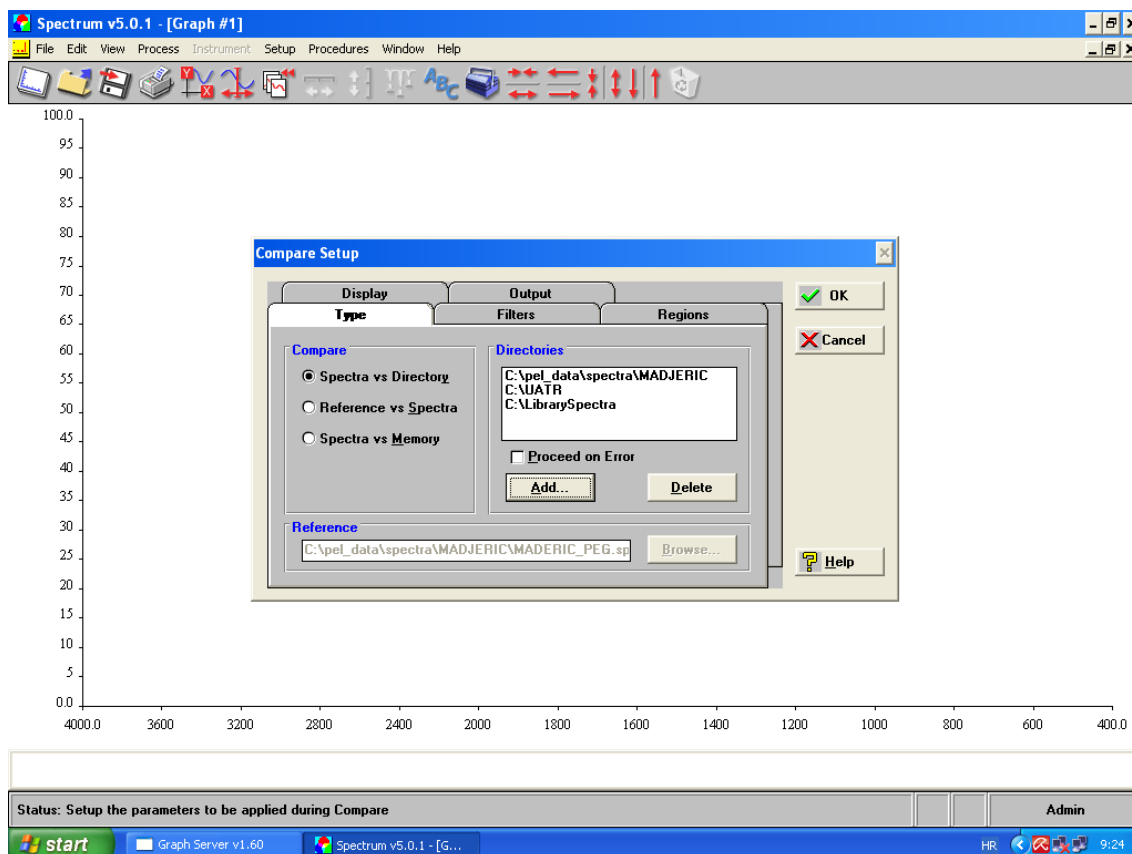 Spectrum v5.0.1 - [Graph #1]
File Edit View Process Instrument Setup Procedures Window Help
ABC
100.0
95
90
85
80
75
70
65
60
55
50
45
40
35
30
25
20
15
10
5
0.0
4000.0 3600 3200 2800 2400 2000 1800 1600 1400 1200 1000 800 600 400.0
Compare Setup
Display Output
Type Filters Regions
Compare
Spectra vs Directory
Reference vs Spectra
Spectra vs Memory
Directories
C:\pel_data\spectra\MADJERIC
C:\UATR
C:\LibrarySpectra
Proceed on Error
Add... Delete
Reference
C:\pel_data\spectra\MADJERIC\MADERIC_PEG.sp Browse...
OK
Cancel
Help
Status: Setup the parameters to be applied during Compare Admin
start Graph Server v1.60 Spectrum v5.0.1 - [G... HR 9:24